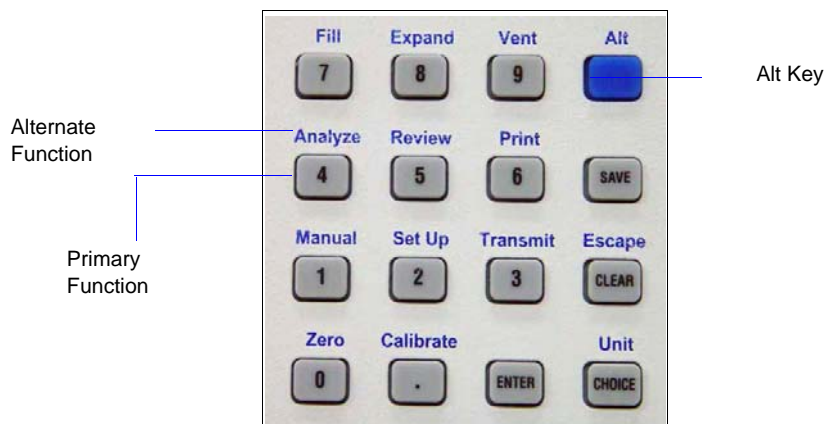 Fill Expand Vent Alt
7 8 9
Alt Key
Alternate
Function
Analyze Review Print
4 5 6 SAVE
Primary
Function
Manual Set Up Transmit Escape
1 2 3 CLEAR
Zero Calibrate Unit
0 . ENTER CHOICE